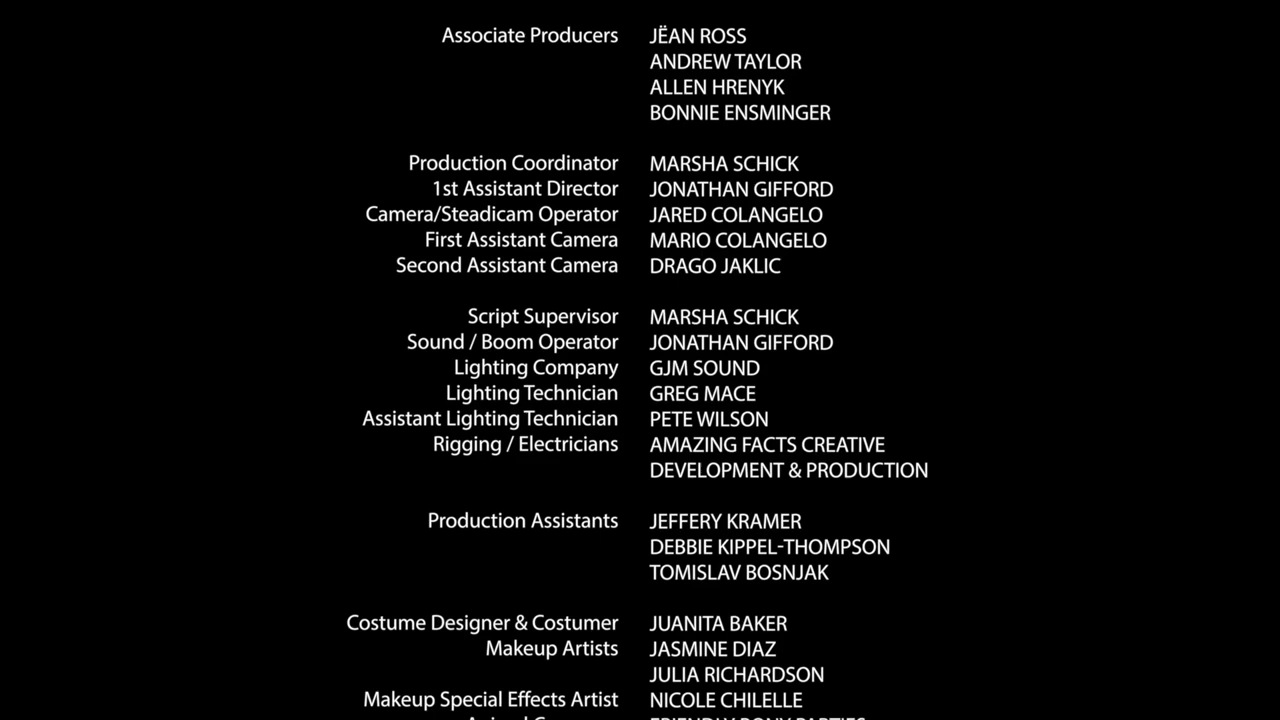 Associate Producers JËAN ROSS
ANDREW TAYLOR
ALLEN HRENYK
BONNIE ENSMINGER
Production Coordinator MARSHA SCHICK
1st Assistant Director JONATHAN GIFFORD
Camera/Steadicam Operator JARED COLANGELO
First Assistant Camera MARIO COLANGELO
Second Assistant Camera DRAGO JAKLIC
Script Supervisor MARSHA SCHICK
Sound / Boom Operator JONATHAN GIFFORD
Lighting Company GJM SOUND
Lighting Technician GREG MACE
Assistant Lighting Technician PETE WILSON
Rigging / Electricians AMAZING FACTS CREATIVE
DEVELOPMENT & PRODUCTION
Production Assistants JEFFERY KRAMER
DEBBIE KIPPEL-THOMPSON
TOMISLAV BOSNJAK
Costume Designer & Costumer JUANITA BAKER
Makeup Artists JASMINE DIAZ
JULIA RICHARDSON
Makeup Special Effects Artist NICOLE CHILELLE
FRIENDLY PONY PARTIES